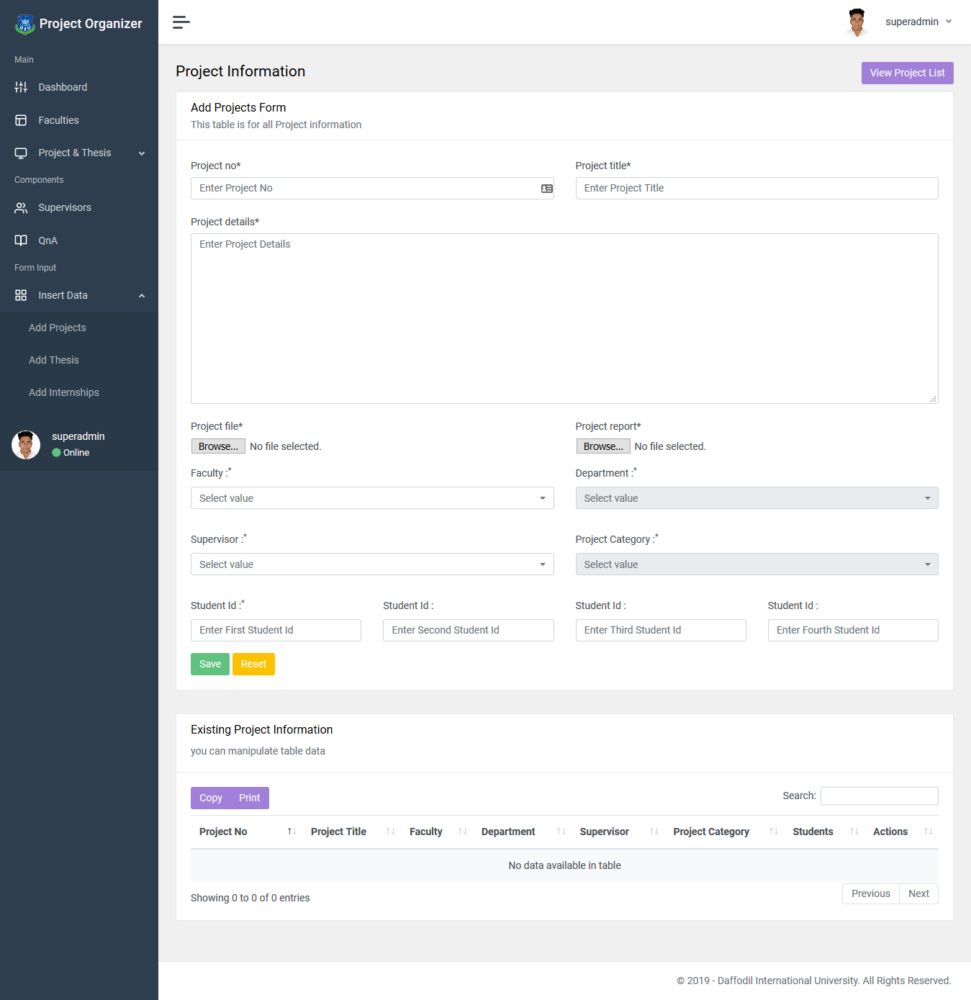 Project Organizer
superadmin
Main
Dashboard
Faculties
Project & Thesis
Components
Supervisors
QnA
Form Input
Insert Data
Add Projects
Add Thesis
Add Internships
superadmin
Online
Project Information
View Project List
Add Projects Form
This table is for all Project information
Project no* Project title*
Enter Project No Enter Project Title
Project details*
Enter Project Details
Project file* Project report*
Browse... No file selected. Browse... No file selected.
Faculty :* Department :*
Select value Select value
Supervisor :* Project Category :*
Select value Select value
Student Id :* Student Id : Student Id : Student Id :
Enter First Student Id Enter Second Student Id Enter Third Student Id Enter Fourth Student Id
Save Reset
Existing Project Information
you can manipulate table data
Copy Print Search:
Project No Project Title Faculty Department Supervisor Project Category Students Actions
No data available in table
Showing 0 to 0 of 0 entries Previous Next
© 2019 - Daffodil International University. All Rights Reserved.